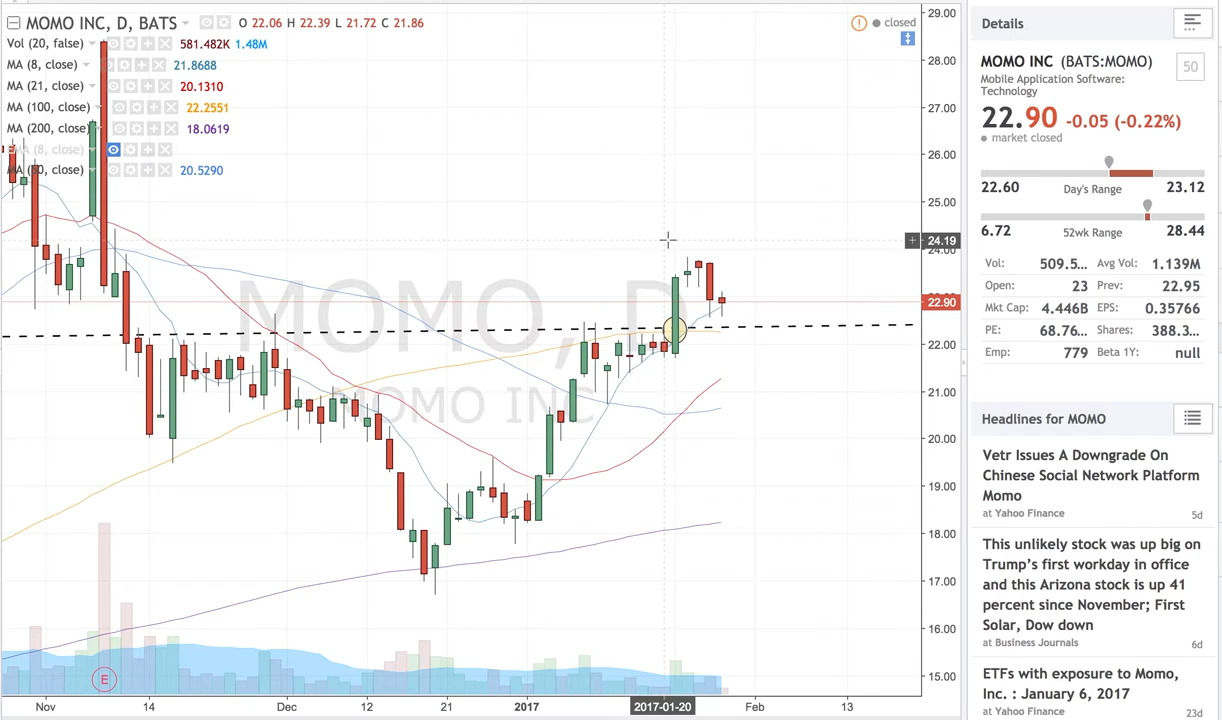 MOMO INC, D, BATS O 22.06 H 22.39 L 21.72 C 21.86
closed
Vol (20, false) 581.482K 1.48M
MA (8, close) 21.8688
MA (21, close) 20.1310
MA (100, close) 22.2551
MA (200, close) 18.0619
EMA (8, close)
MA (50, close) 20.5290
MOMO, D
MOMO INC
29.00
28.00
27.00
26.00
25.00
24.19
24.00
22.90
22.00
21.00
20.00
19.00
18.00
17.00
16.00
15.00
E
Nov 14 Dec 12 21 2017 2017-01-20 Feb 13
Details
MOMO INC (BATS:MOMO)
50
Mobile Application Software:
Technology
22.90 -0.05 (-0.22%)
market closed
22.60 Day's Range 23.12
6.72 52wk Range 28.44
Vol: 509.5... Avg Vol: 1.139M
Open: 23 Prev: 22.95
Mkt Cap: 4.446B EPS: 0.35766
PE: 68.76... Shares: 388.3...
Emp: 779 Beta 1Y: null
Headlines for MOMO
Vetr Issues A Downgrade On
Chinese Social Network Platform
Momo
at Yahoo Finance 5d
This unlikely stock was up big on
Trump's first workday in office
and this Arizona stock is up 41
percent since November; First
Solar, Dow down
at Business Journals 6d
ETFs with exposure to Momo,
Inc. : January 6, 2017
at Yahoo Finance 23d